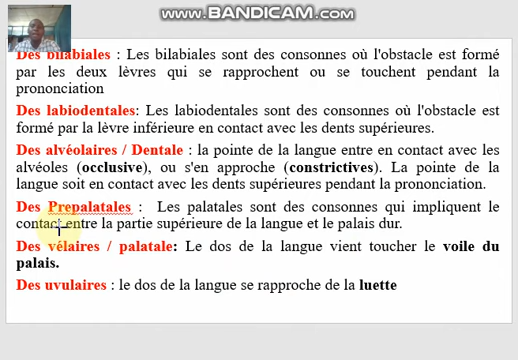 www.BANDICAM.com
Des bilabiales : Les bilabiales sont des consonnes où l'obstacle est formé
par les deux lèvres qui se rapprochent ou se touchent pendant la
prononciation
Des labiodentales: Les labiodentales sont des consonnes où l'obstacle est
formé par la lèvre inférieure en contact avec les dents supérieures.
Des alvéolaires / Dentale : la pointe de la langue entre en contact avec les
alvéoles (occlusive), ou s'en approche (constrictives). La pointe de la
langue soit en contact avec les dents supérieures pendant la prononciation.
Des Prepalatales : Les palatales sont des consonnes qui impliquent le
contact entre la partie supérieure de la langue et le palais dur.
Des vélaires / palatale: Le dos de la langue vient toucher le voile du
palais.
Des uvulaires : le dos de la langue se rapproche de la luette